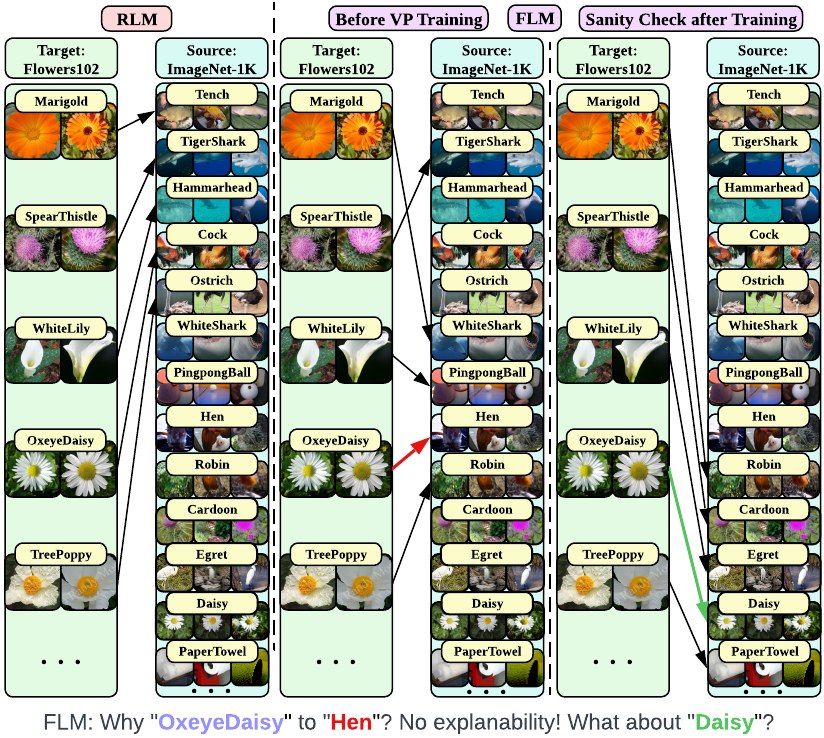 RLM
Before VP Training
FLM
Sanity Check after Training
Target:
Flowers102
Source:
ImageNet-1K
Target:
Flowers102
Source:
ImageNet-1K
Target:
Flowers102
Source:
ImageNet-1K
Marigold
SpearThistle
WhiteLily
OxeyeDaisy
TreePoppy
...
Tench
TigerShark
Hammarhead
Cock
Ostrich
WhiteShark
PingpongBall
Hen
Robin
Cardoon
Egret
Daisy
PaperTowel
...
Marigold
SpearThistle
WhiteLily
OxeyeDaisy
TreePoppy
...
Tench
TigerShark
Hammarhead
Cock
Ostrich
WhiteShark
PingpongBall
Hen
Robin
Cardoon
Egret
Daisy
PaperTowel
...
Marigold
SpearThistle
WhiteLily
OxeyeDaisy
TreePoppy
...
Tench
TigerShark
Hammarhead
Cock
Ostrich
WhiteShark
PingpongBall
Hen
Robin
Cardoon
Egret
Daisy
PaperTowel
...
FLM: Why "OxeyeDaisy" to "Hen"? No explanability! What about "Daisy"?